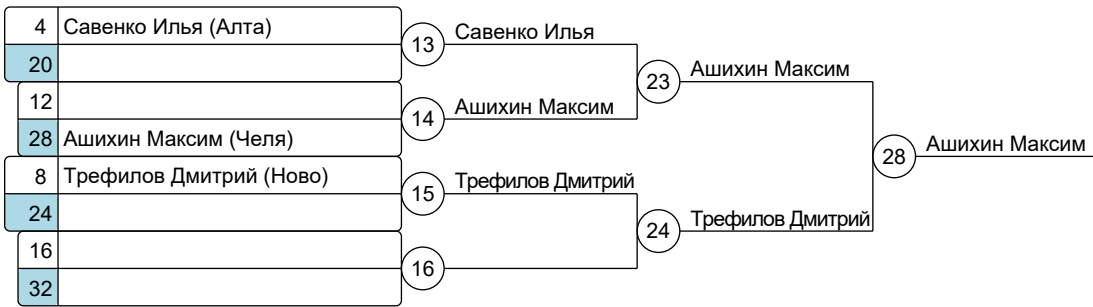 4 Савенко Илья (Алта)
13 Савенко Илья
20
23 Ашихин Максим
12
14 Ашихин Максим
28 Ашихин Максим (Челя)
28 Ашихин Максим
8 Трефилов Дмитрий (Ново)
15 Трефилов Дмитрий
24
24 Трефилов Дмитрий
16
16
32